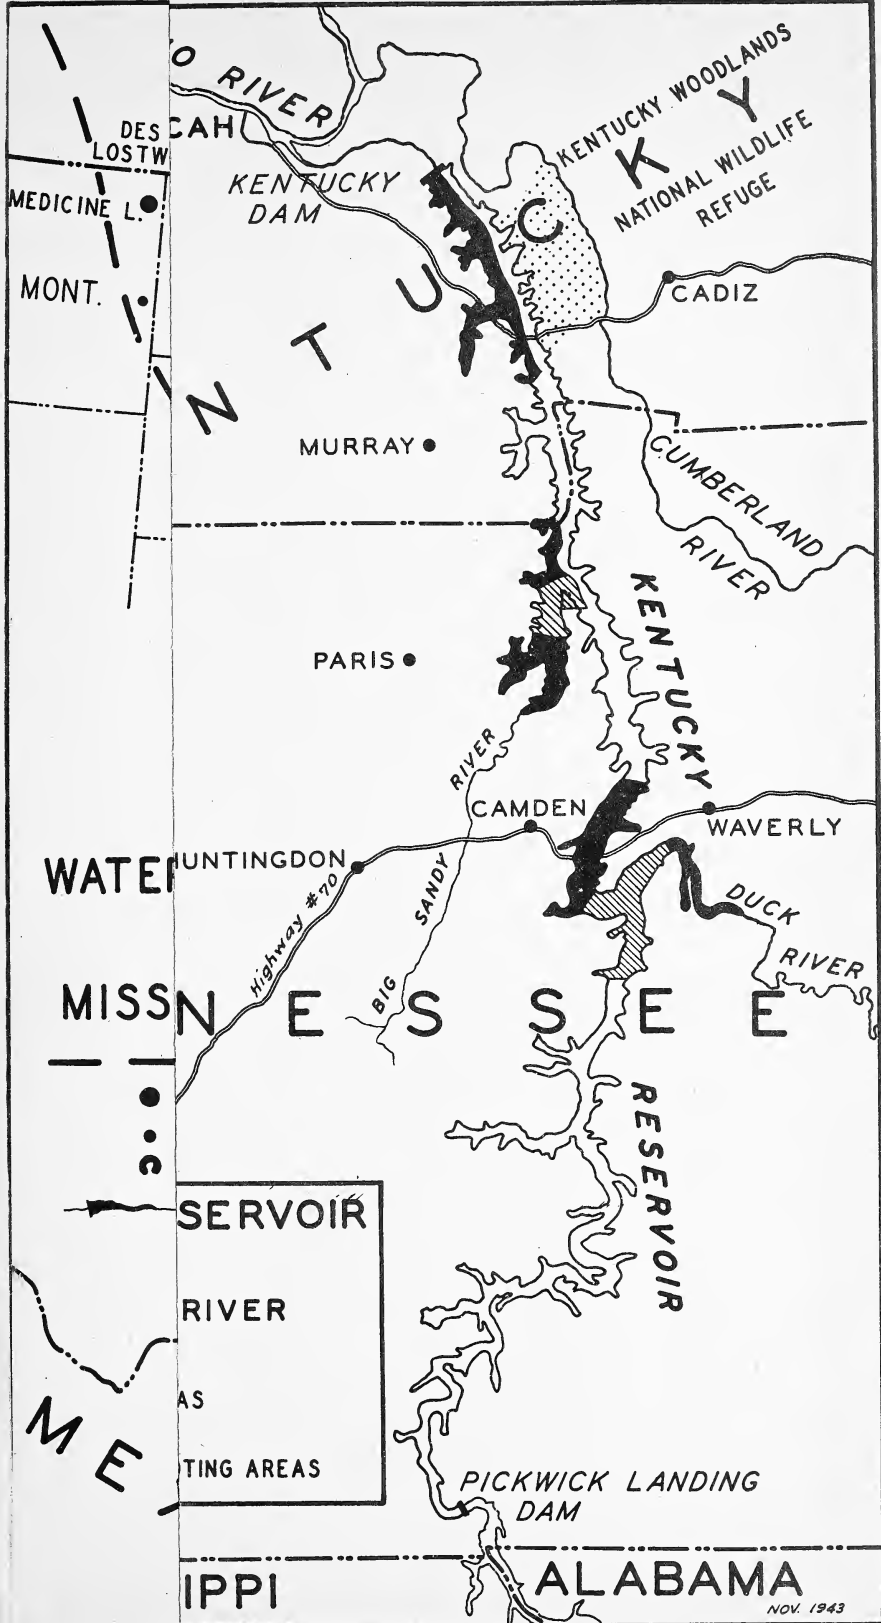 DES
LOSTW
MEDICINE L.
MONT.
WATE
MISS
C
M E
O RIVER
CAH
KENTUCKY
DAM
KENTUCKY WOODLANDS
NATIONAL WILDLIFE
REFUGE
N T U C K Y
CADIZ
MURRAY
CUMBERLAND
RIVER
PARIS
KENTUCKY
RESERVOIR
BIG SANDY RIVER
CAMDEN
WAVERLY
HUNTINGDON
Highway #70
DUCK
RIVER
N E S S E E
SERVOIR
RIVER
AS
TING AREAS
PICKWICK LANDING
DAM
IPPI
ALABAMA
NOV. 1943